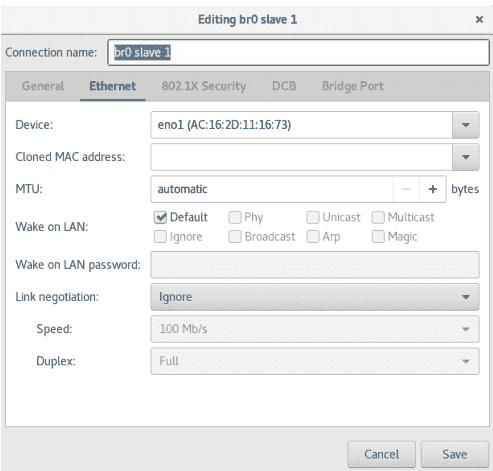 Editing br0 slave 1 ×
Connection name: br0 slave 1
General Ethernet 802.1X Security DCB Bridge Port
Device: eno1 (AC:16:2D:11:16:73)
Cloned MAC address:
MTU: automatic − + bytes
Wake on LAN: Default Phy Unicast Multicast
Ignore Broadcast Arp Magic
Wake on LAN password:
Link negotiation: Ignore
Speed: 100 Mb/s
Duplex: Full
Cancel Save